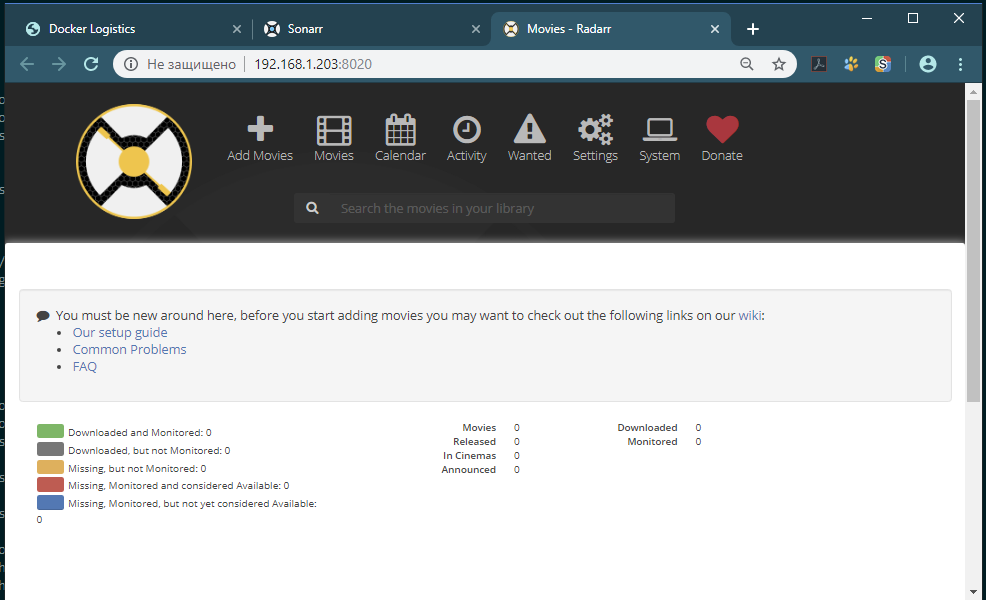 Docker Logistics
Sonarr
Movies - Radarr
Не защищено
192.168.1.203:8020
Add Movies
Movies
Calendar
Activity
Wanted
Settings
System
Donate
Search the movies in your library
You must be new around here, before you start adding movies you may want to check out the following links on our wiki:
• Our setup guide
• Common Problems
• FAQ
Downloaded and Monitored: 0
Downloaded, but not Monitored: 0
Missing, but not Monitored: 0
Missing, Monitored and considered Available: 0
Missing, Monitored, but not yet considered Available:
0
Movies 0
Released 0
In Cinemas 0
Announced 0
Downloaded 0
Monitored 0